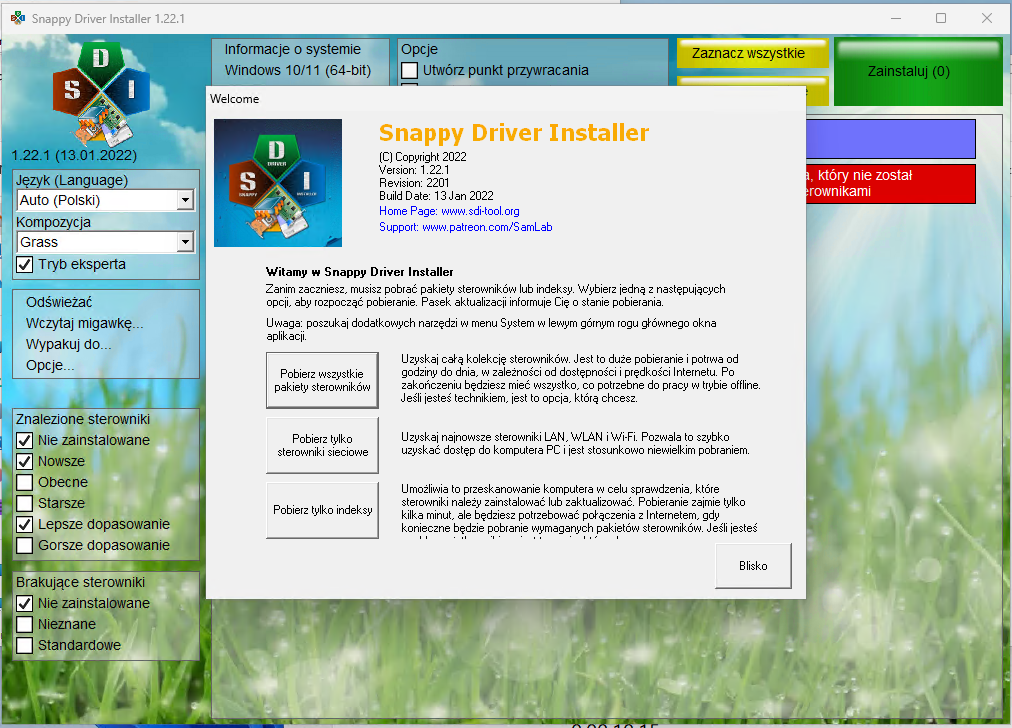 Snappy Driver Installer 1.22.1
D
S
I
1.22.1 (13.01.2022)
Język (Language)
Auto (Polski)
Kompozycja
Grass
Tryb eksperta
Odświeżać
Wczytaj migawkę...
Wypakuj do...
Opcje...
Znalezione sterowniki
Nie zainstalowane
Nowsze
Obecne
Starsze
Lepsze dopasowanie
Gorsze dopasowanie
Brakujące sterowniki
Nie zainstalowane
Nieznane
Standardowe
Informacje o systemie
Windows 10/11 (64-bit)
Opcje
Utwórz punkt przywracania
Zaznacz wszystkie
Zainstaluj (0)
a, który nie został
erownikami
Welcome
D
DRIVER
S
SNAPPY
I
INSTALLER
Snappy Driver Installer
(C) Copyright 2022
Version: 1.22.1
Revision: 2201
Build Date: 13 Jan 2022
Home Page: www.sdi-tool.org
Support: www.patreon.com/SamLab
Witamy w Snappy Driver Installer
Zanim zaczniesz, musisz pobrać pakiety sterowników lub indeksy. Wybierz jedną z następujących
opcji, aby rozpocząć pobieranie. Pasek aktualizacji informuje Cię o stanie pobierania.
Uwaga: poszukaj dodatkowych narzędzi w menu System w lewym górnym rogu głównego okna
aplikacji.
Pobierz wszystkie
pakiety sterowników
Uzyskaj całą kolekcję sterowników. Jest to duże pobieranie i potrwa od
godziny do dnia, w zależności od dostępności i prędkości Internetu. Po
zakończeniu będziesz mieć wszystko, co potrzebne do pracy w trybie offline.
Jeśli jesteś technikiem, jest to opcja, którą chcesz.
Pobierz tylko
sterowniki sieciowe
Uzyskaj najnowsze sterowniki LAN, WLAN i Wi-Fi. Pozwala to szybko
uzyskać dostęp do komputera PC i jest stosunkowo niewielkim pobraniem.
Pobierz tylko indeksy
Umożliwia to przeskanowanie komputera w celu sprawdzenia, które
sterowniki należy zainstalować lub zaktualizować. Pobieranie zajmie tylko
kilka minut, ale będziesz potrzebować połączenia z Internetem, gdy
konieczne będzie pobranie wymaganych pakietów sterowników. Jeśli jesteś
Blisko